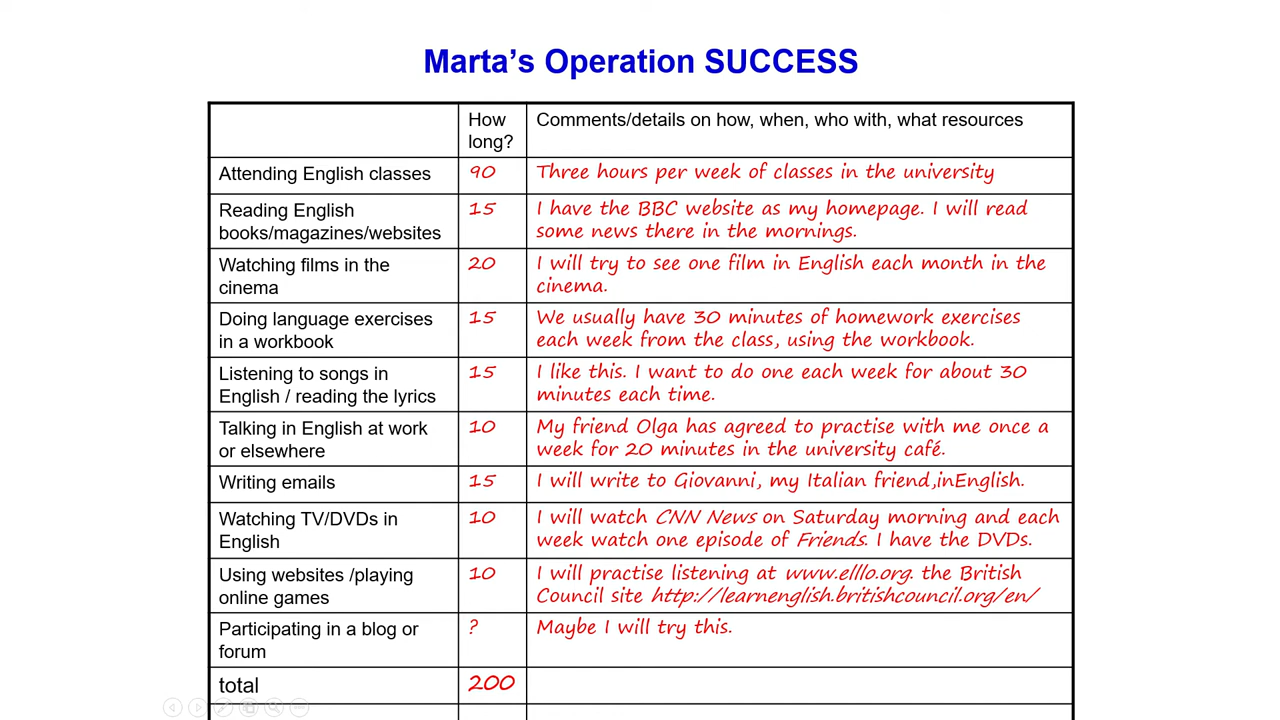 Marta's Operation SUCCESS
How long?
Comments/details on how, when, who with, what resources
Attending English classes
90
Three hours per week of classes in the university
Reading English
books/magazines/websites
15
I have the BBC website as my homepage. I will read
some news there in the mornings.
Watching films in the
cinema
20
I will try to see one film in English each month in the
cinema.
Doing language exercises
in a workbook
15
We usually have 30 minutes of homework exercises
each week from the class, using the workbook.
Listening to songs in
English / reading the lyrics
15
I like this. I want to do one each week for about 30
minutes each time.
Talking in English at work
or elsewhere
10
My friend Olga has agreed to practise with me once a
week for 20 minutes in the university café.
Writing emails
15
I will write to Giovanni, my Italian friend,inEnglish.
Watching TV/DVDs in
English
10
I will watch CNN News on Saturday morning and each
week watch one episode of Friends. I have the DVDs.
Using websites /playing
online games
10
I will practise listening at www.elllo.org. the British
Council site http://learnenglish.britishcouncil.org/en/
Participating in a blog or
forum
?
Maybe I will try this.
total
200